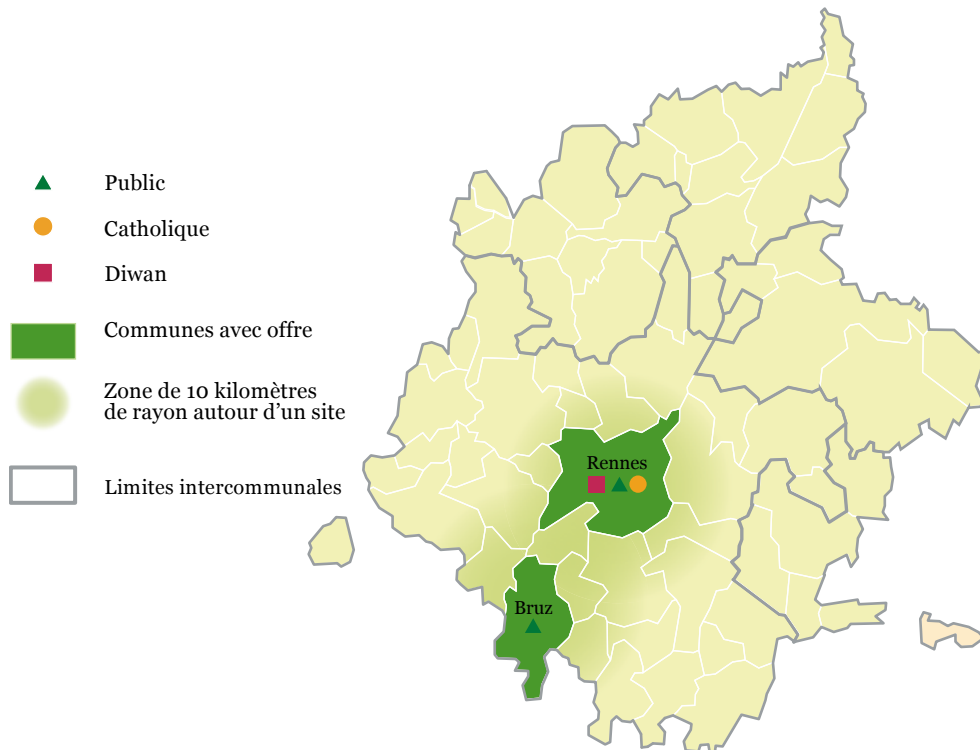 Public
Catholique
Diwan
Communes avec offre
Zone de 10 kilomètres
de rayon autour d’un site
Limites intercommunales
Rennes
Bruz